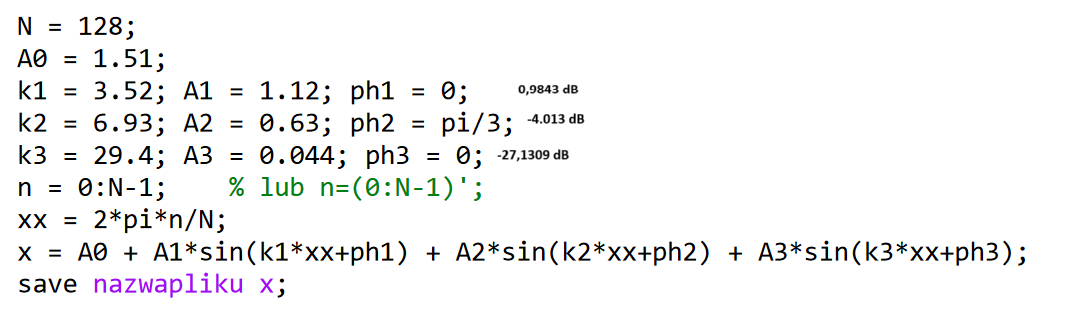 N = 128;
A0 = 1.51;
k1 = 3.52; A1 = 1.12; ph1 = 0; 0,9843 dB
k2 = 6.93; A2 = 0.63; ph2 = pi/3; -4.013 dB
k3 = 29.4; A3 = 0.044; ph3 = 0; -27,1309 dB
n = 0:N-1; % lub n=(0:N-1)';
xx = 2*pi*n/N;
x = A0 + A1*sin(k1*xx+ph1) + A2*sin(k2*xx+ph2) + A3*sin(k3*xx+ph3);
save nazwapliku x;